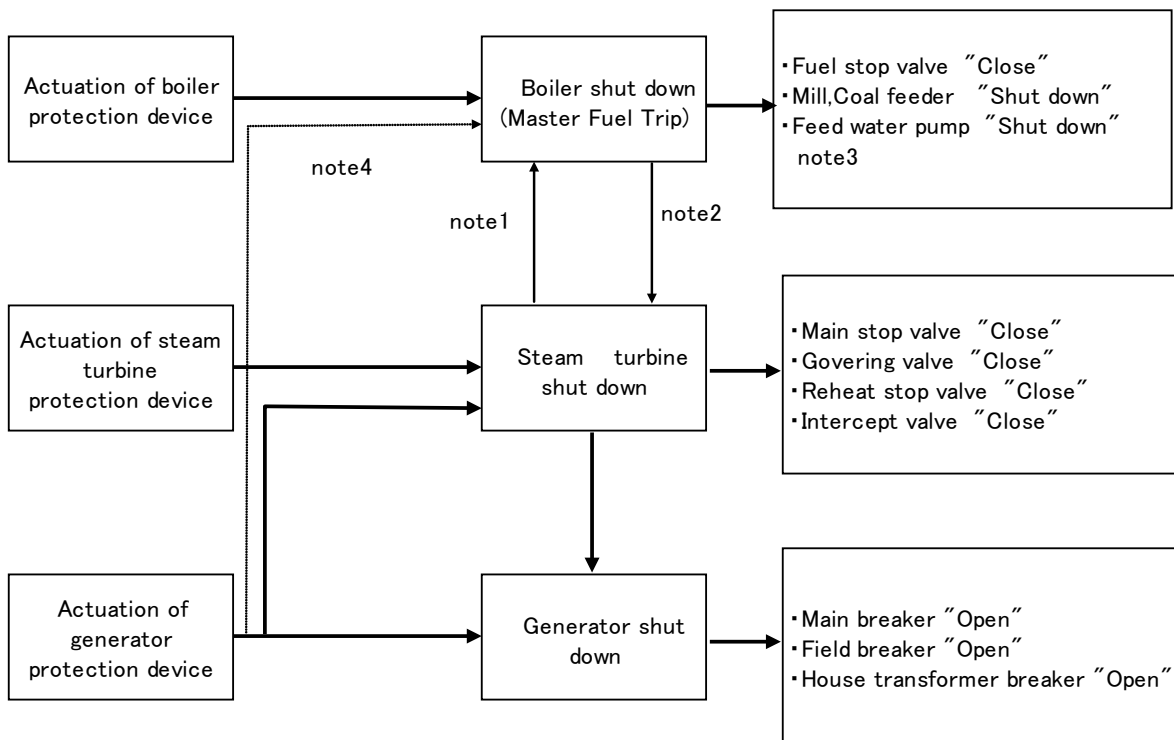 Actuation of boiler
protection device
Boiler shut down
(Master Fuel Trip)
・Fuel stop valve "Close"
・Mill,Coal feeder "Shut down"
・Feed water pump "Shut down"
note3
note4
note1
note2
Actuation of steam
turbine
protection device
Steam turbine
shut down
・Main stop valve "Close"
・Govering valve "Close"
・Reheat stop valve "Close"
・Intercept valve "Close"
Actuation of
generator
protection device
Generator shut
down
・Main breaker "Open"
・Field breaker "Open"
・House transformer breaker "Open"